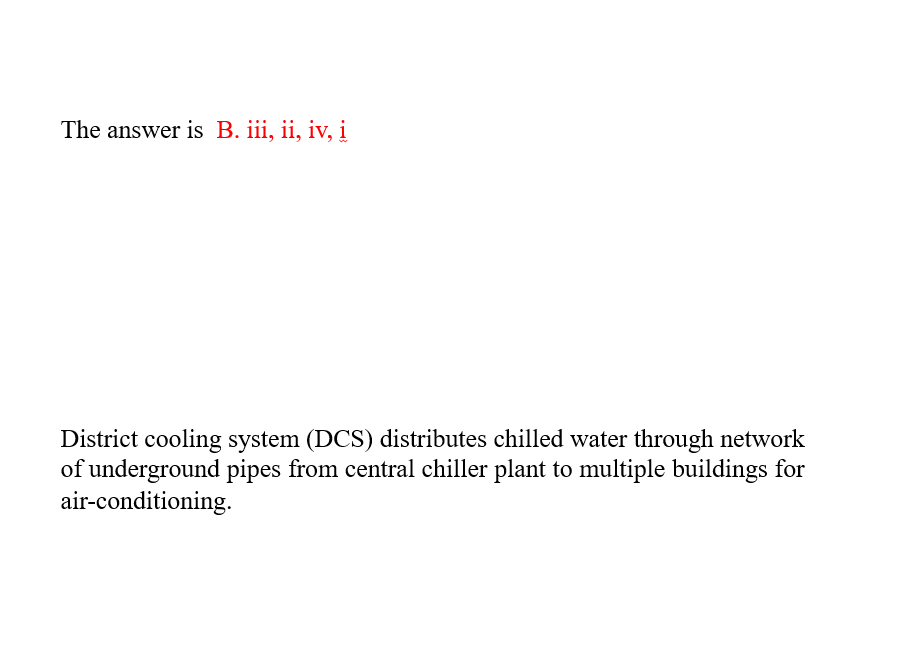 The answer is  B. iii, ii, iv, i
District cooling system (DCS) distributes chilled water through network
of underground pipes from central chiller plant to multiple buildings for
air-conditioning.